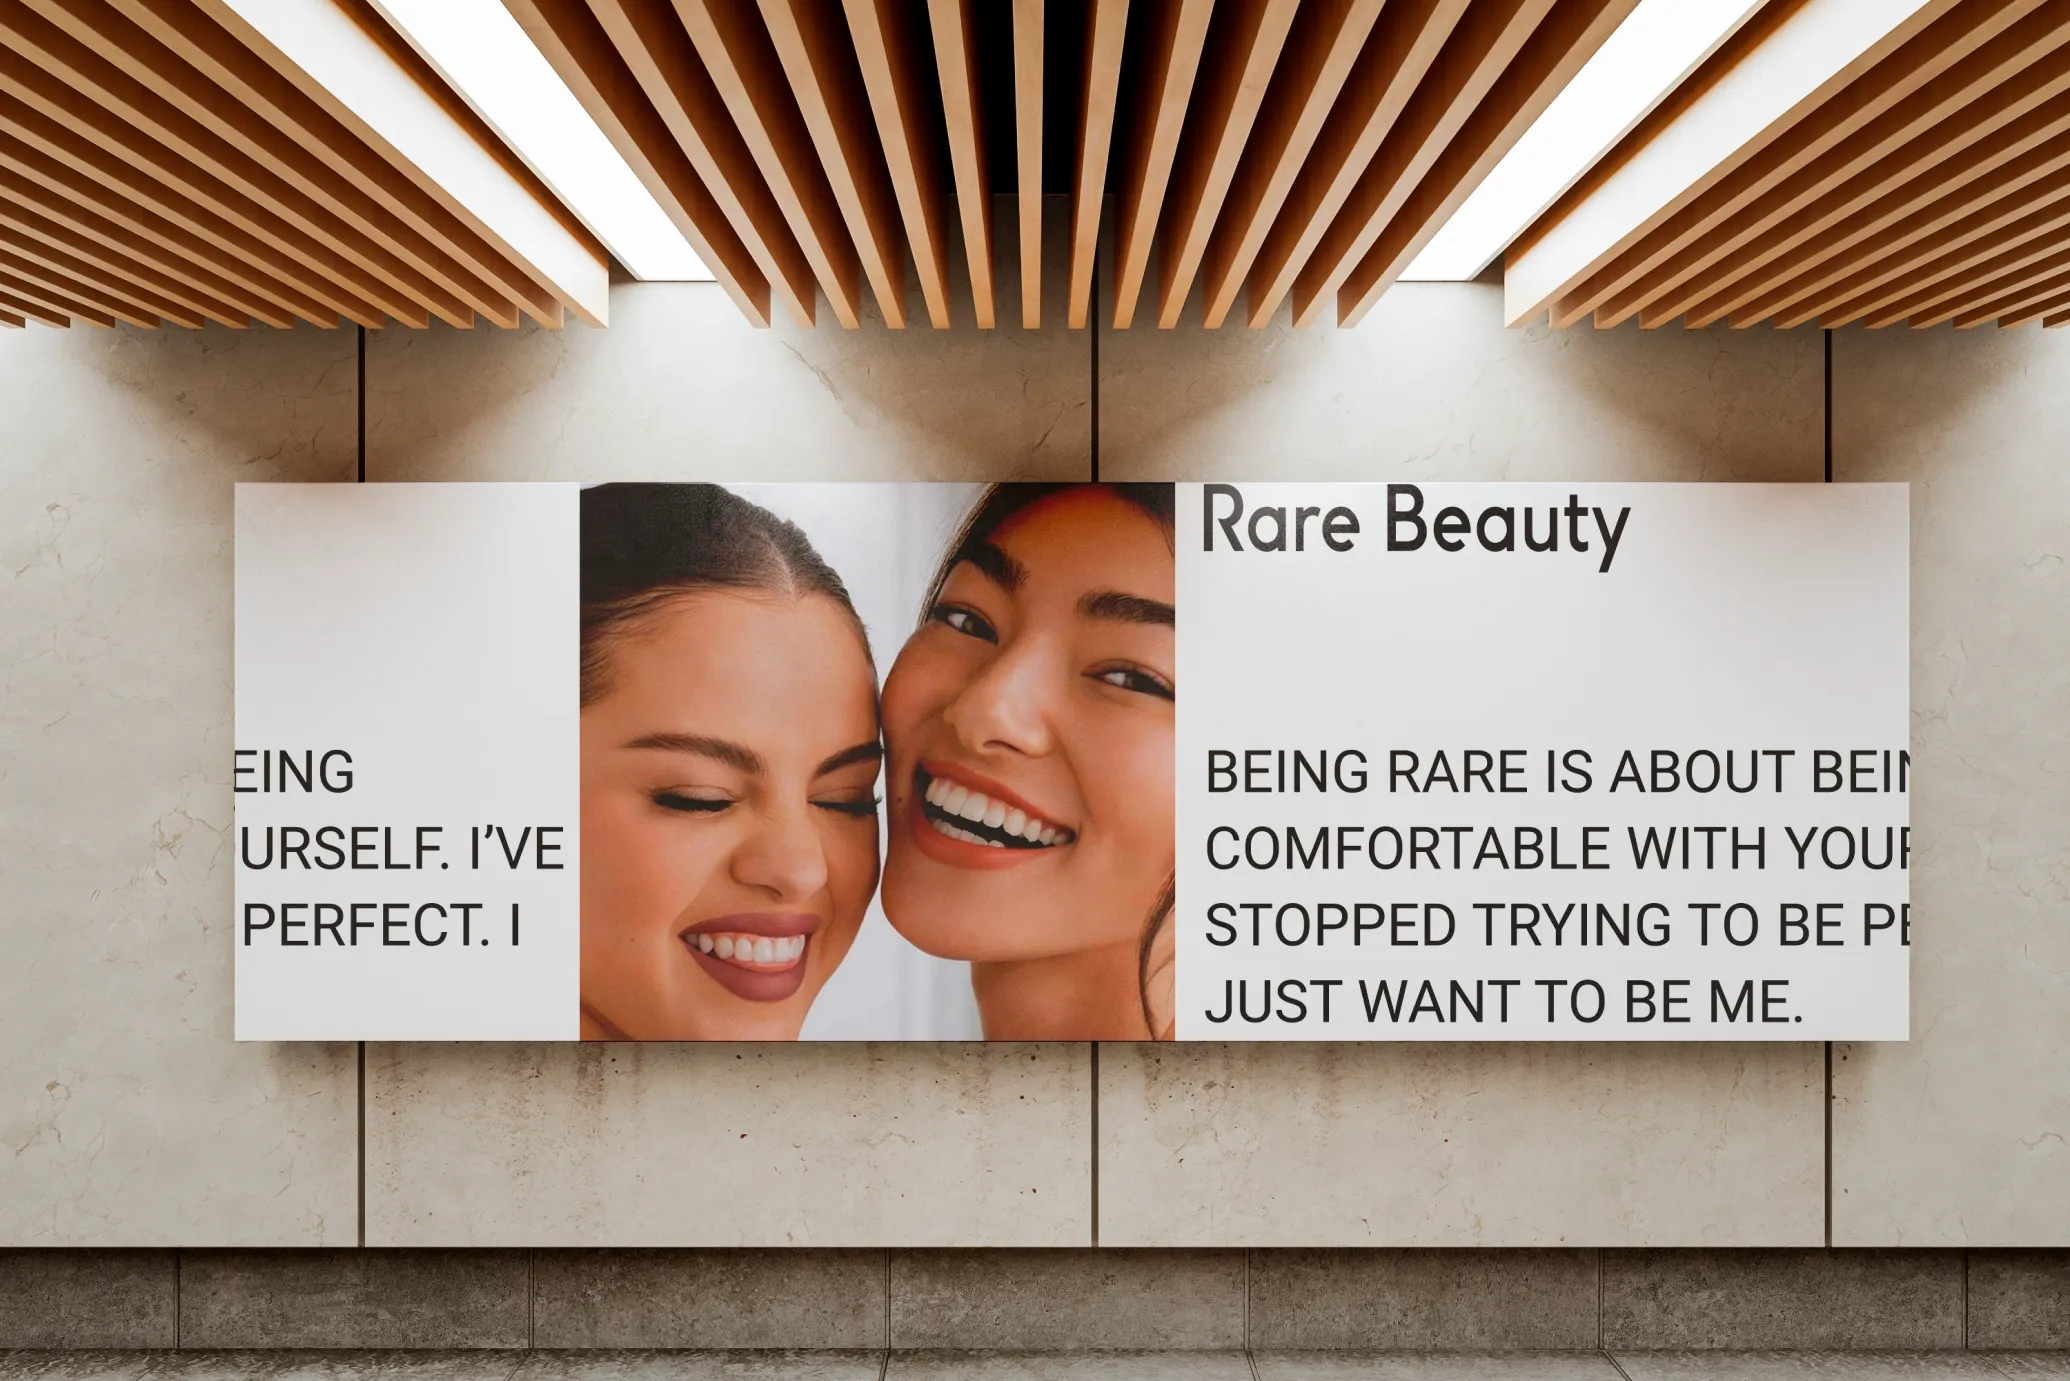 EING
URSELF. I’VE
PERFECT. I
Rare Beauty
BEING RARE IS ABOUT BEIN
COMFORTABLE WITH YOUR
STOPPED TRYING TO BE PE
JUST WANT TO BE ME.